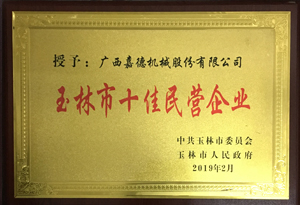 授予：广西嘉德机械股份有限公司
玉林市十佳民营企业
中共玉林市委员会
玉林市人民政府
2019年2月